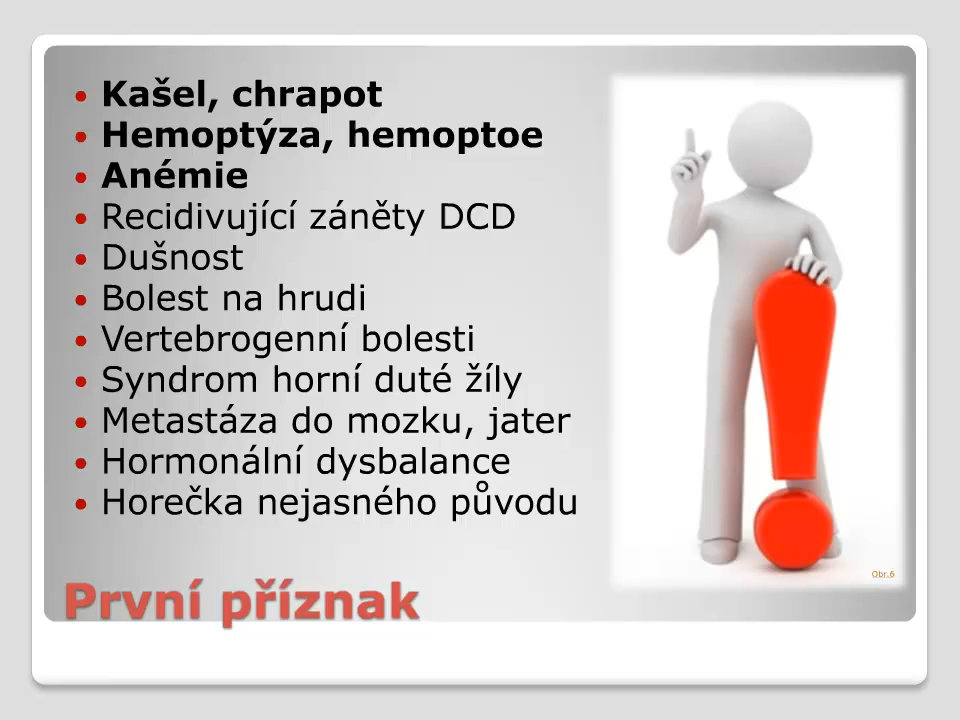 Kašel, chrapot
Hemoptýza, hemoptoe
Anémie
Recidivující záněty DCD
Dušnost
Bolest na hrudi
Vertebrogenní bolesti
Syndrom horní duté žíly
Metastáza do mozku, jater
Hormonální dysbalance
Horečka nejasného původu
Obr.6
První příznak